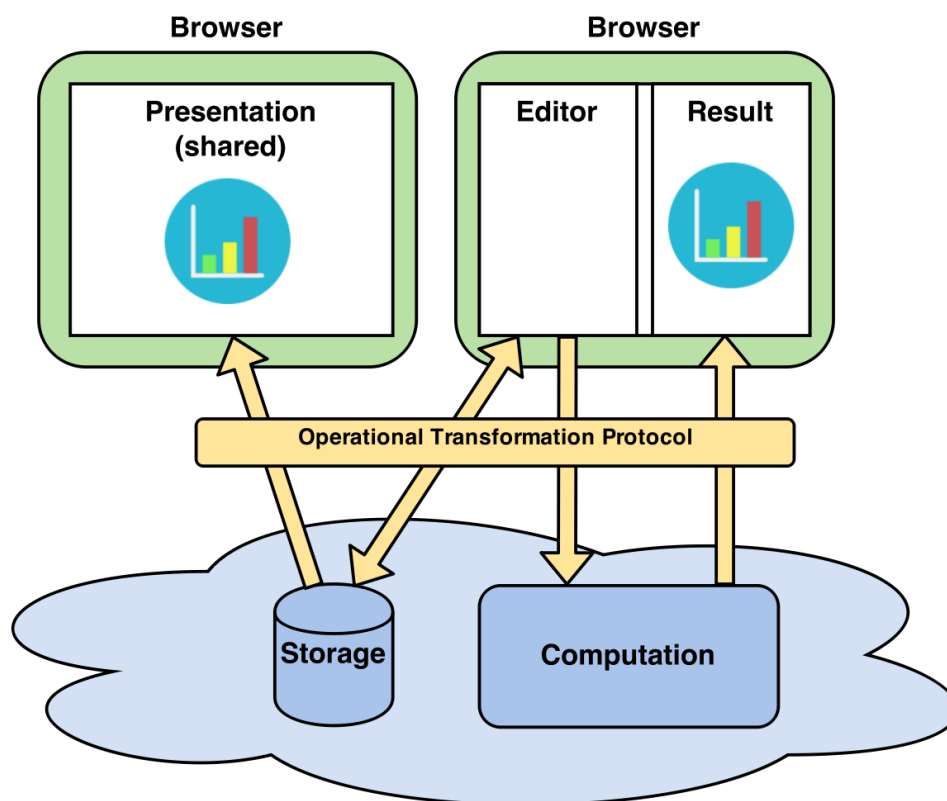 Browser
Browser
Presentation
(shared)
Editor
Result
Operational Transformation Protocol
Storage
Computation